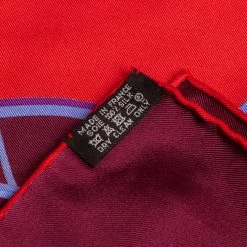 MADE IN FRANCE
SOIE 100% SILK
DRY CLEAN ONLY